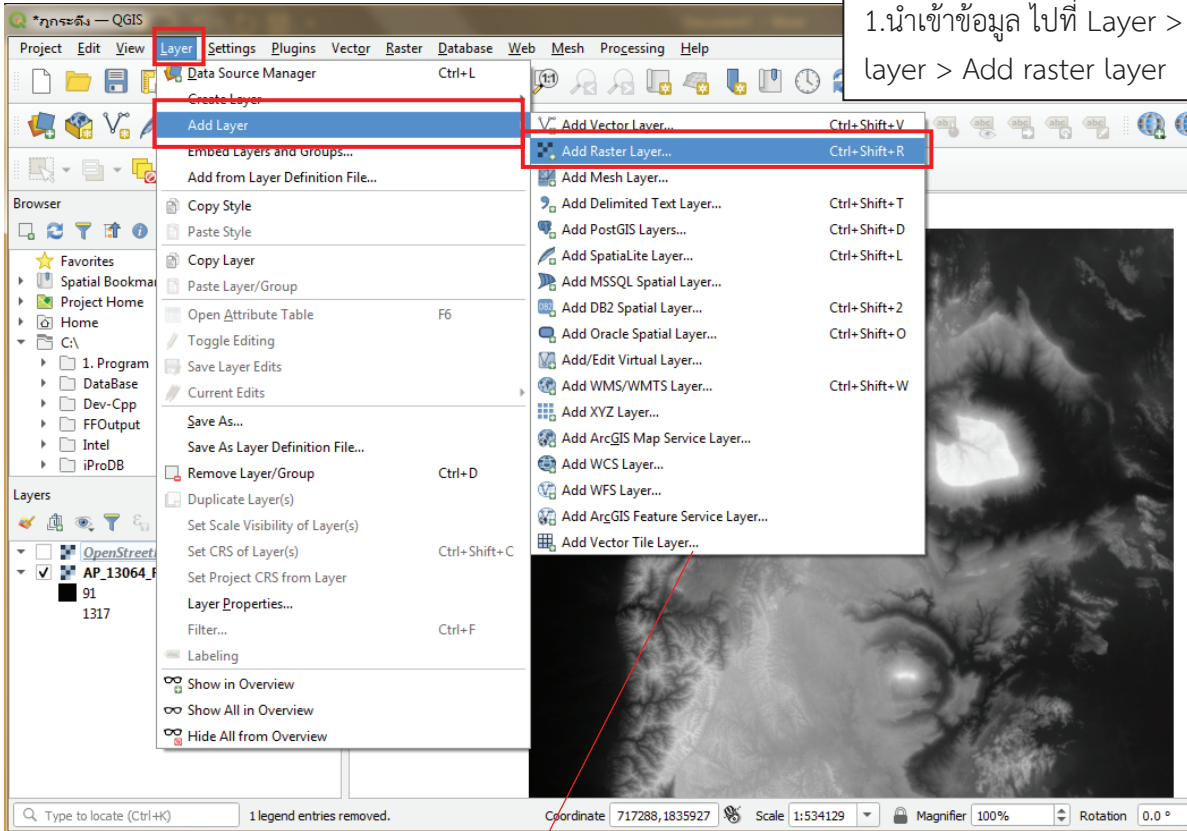 *ภูกระดึง — QGIS
1.นำเข้าข้อมูล ไปที่ Layer >
layer > Add raster layer
Project Edit View Layer Settings Plugins Vector Raster Database Web Mesh Processing Help
Data Source Manager Ctrl+L
Create Layer
Add Layer
Embed Layers and Groups...
Add from Layer Definition File...
Copy Style
Paste Style
Copy Layer
Paste Layer/Group
Open Attribute Table F6
Toggle Editing
Save Layer Edits
Current Edits
Save As...
Save As Layer Definition File...
Remove Layer/Group Ctrl+D
Duplicate Layer(s)
Set Scale Visibility of Layer(s)
Set CRS of Layer(s) Ctrl+Shift+C
Set Project CRS from Layer
Layer Properties...
Filter... Ctrl+F
Labeling
Show in Overview
Show All in Overview
Hide All from Overview
Add Vector Layer... Ctrl+Shift+V
Add Raster Layer... Ctrl+Shift+R
Add Mesh Layer...
Add Delimited Text Layer... Ctrl+Shift+T
Add PostGIS Layers... Ctrl+Shift+D
Add SpatiaLite Layer... Ctrl+Shift+L
Add MSSQL Spatial Layer...
Add DB2 Spatial Layer... Ctrl+Shift+2
Add Oracle Spatial Layer... Ctrl+Shift+O
Add/Edit Virtual Layer...
Add WMS/WMTS Layer... Ctrl+Shift+W
Add XYZ Layer...
Add ArcGIS Map Service Layer...
Add WCS Layer...
Add WFS Layer...
Add ArcGIS Feature Service Layer...
Add Vector Tile Layer...
Browser
Favorites
Spatial Bookma
Project Home
Home
C:\
1. Program
DataBase
Dev-Cpp
FFOutput
Intel
iProDB
Layers
OpenStreet
AP_13064_F
91
1317
Type to locate (Ctrl+K) 1 legend entries removed. Coordinate 717288,1835927 Scale 1:534129 Magnifier 100% Rotation 0.0 °